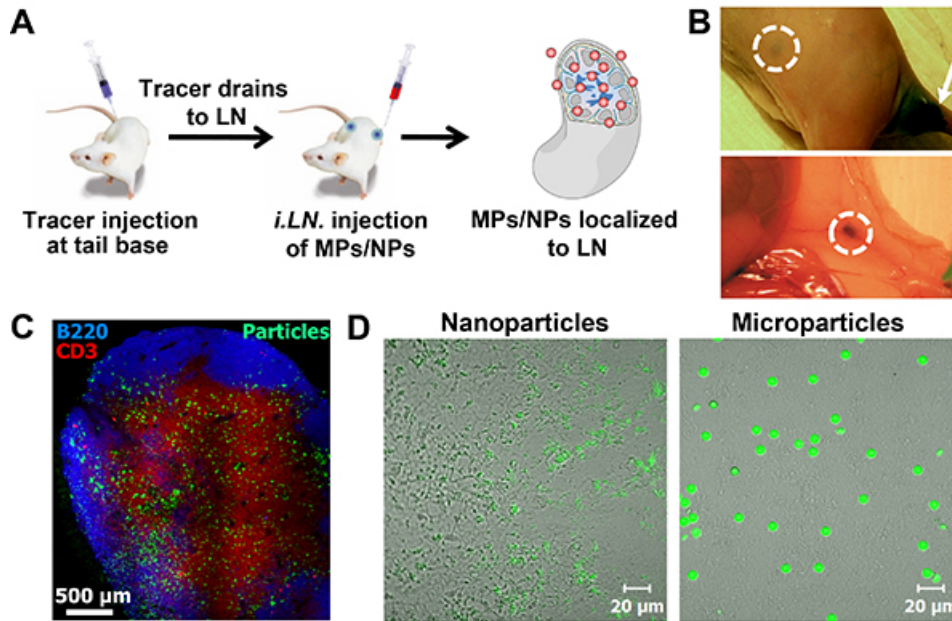 A
Tracer drains
to LN
Tracer injection
at tail base
i.LN. injection
of MPs/NPs
MPs/NPs localized
to LN
B
C
B220
CD3
Particles
500 µm
D
Nanoparticles
Microparticles
20 µm
20 µm